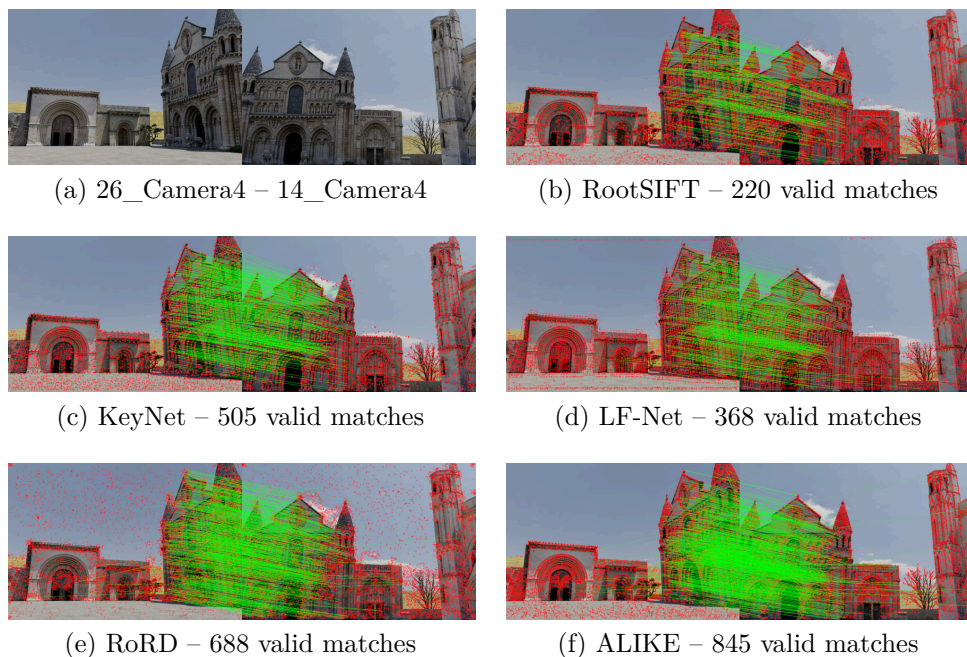 (a) 26_Camera4 – 14_Camera4
(b) RootSIFT – 220 valid matches
(c) KeyNet – 505 valid matches
(d) LF-Net – 368 valid matches
(e) RoRD – 688 valid matches
(f) ALIKE – 845 valid matches